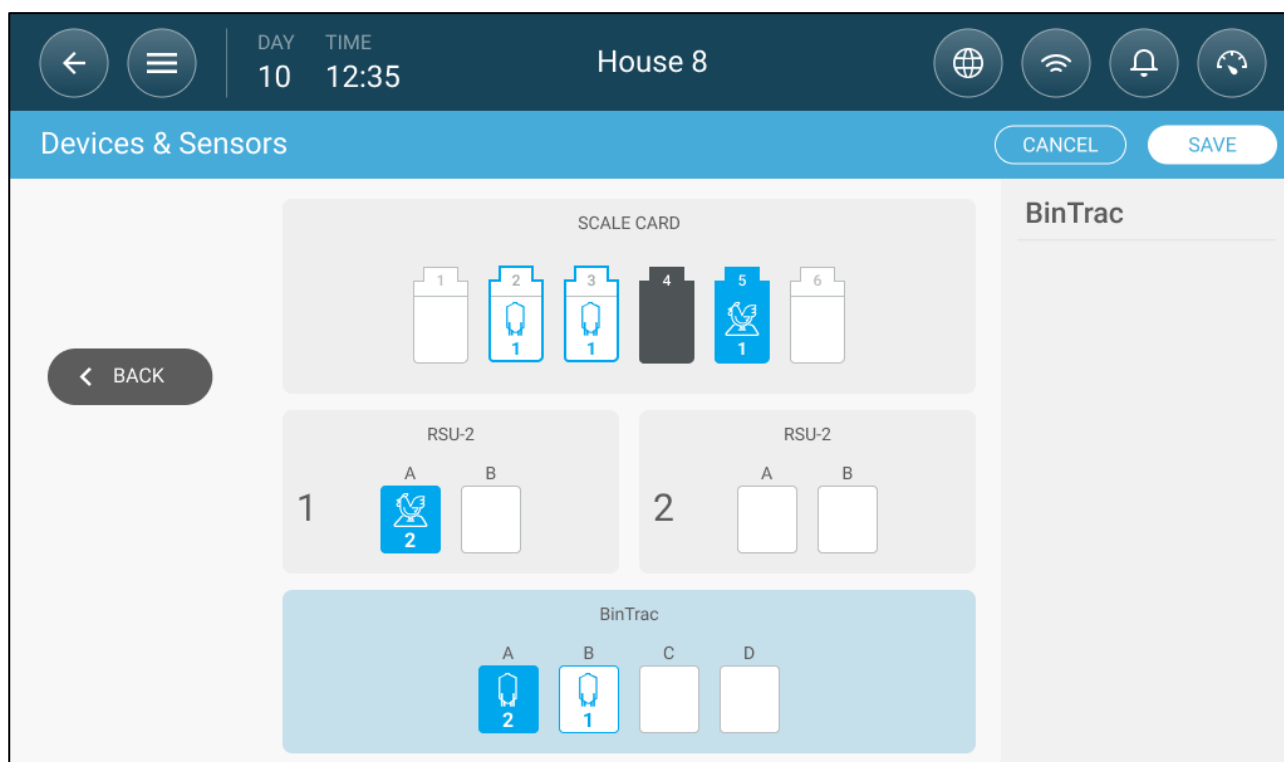 DAY TIME
10 12:35
House 8
Devices & Sensors
CANCEL
SAVE
BinTrac
SCALE CARD
1 2 3 4 5 6
1 1 1
BACK
RSU-2
A B
1
2
RSU-2
A B
2
BinTrac
A B C D
2 1